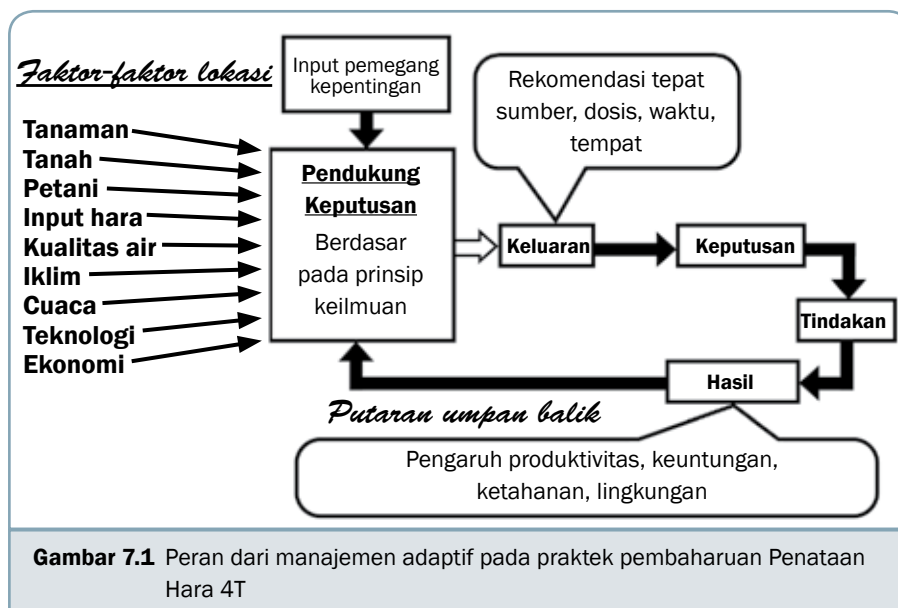 Faktor-faktor lokasi
Tanaman
Tanah
Petani
Input hara
Kualitas air
Iklim
Cuaca
Teknologi
Ekonomi
Input pemegang
kepentingan
Pendukung
Keputusan
Berdasar
pada prinsip
keilmuan
Rekomendasi tepat
sumber, dosis, waktu,
tempat
Keluaran
Keputusan
Tindakan
Hasil
Putaran umpan balik
Pengaruh produktivitas, keuntungan,
ketahanan, lingkungan
Gambar 7.1 Peran dari manajemen adaptif pada praktek pembaharuan Penataan
Hara 4T